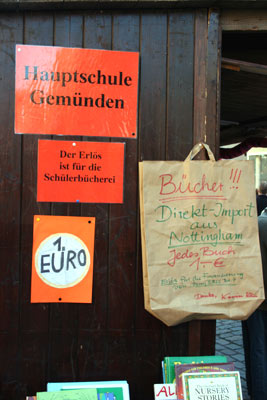 Hauptschule
Gemünden
Der Erlös
ist für die
Schülerbücherei
1.
EURO
Bücher !!!
Direkt-Import
aus
Nottingham
Jedes Buch
1,- €
NURSERY
STORIES